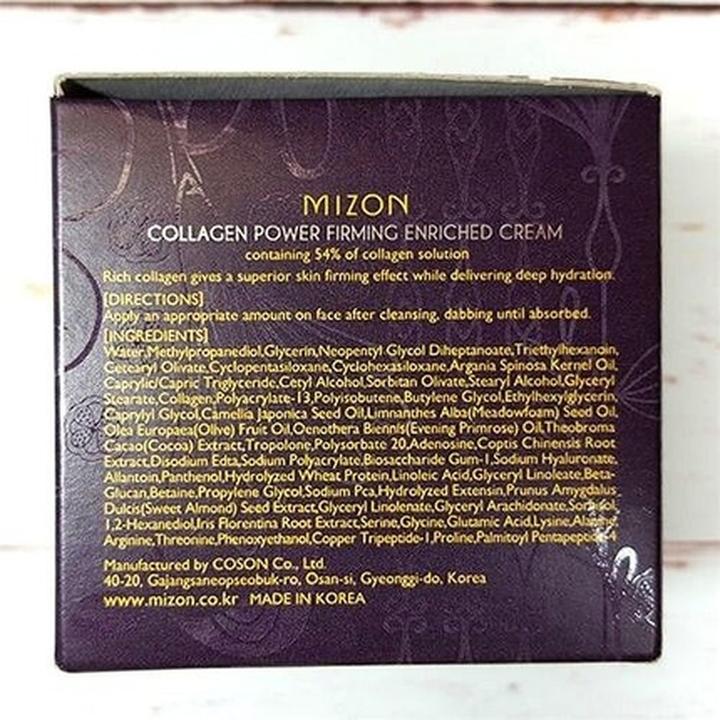 MIZON
COLLAGEN POWER FIRMING ENRICHED CREAM
containing 54% of collagen solution
Rich collagen gives a superior skin firming effect while delivering deep hydration.
[DIRECTIONS]
Apply an appropriate amount on face after cleansing, dabbing until absorbed.
[INGREDIENTS]
Water,Methylpropanediol,Glycerin,Neopentyl Glycol Diheptanoate,Triethylhexanoin,
Cetearyl Olivate,Cyclopentasiloxane,Cyclohexasiloxane,Argania Spinosa Kernel Oil,
Caprylic/Capric Triglyceride,Cetyl Alcohol,Sorbitan Olivate,Stearyl Alcohol,Glyceryl
Stearate,Collagen,Polyacrylate-13,Polyisobutene,Butylene Glycol,Ethylhexylglycerin,
Caprylyl Glycol,Camellia Japonica Seed Oil,Limnanthes Alba(Meadowfoam) Seed Oil,
Olea Europaea(Olive) Fruit Oil,Oenothera Biennis(Evening Primrose) Oil,Theobroma
Cacao(Cocoa) Extract,Tropolone,Polysorbate 20,Adenosine,Coptis Chinensis Root
Extract,Disodium Edta,Sodium Polyacrylate,Biosaccharide Gum-1,Sodium Hyaluronate,
Allantoin,Panthenol,Hydrolyzed Wheat Protein,Linoleic Acid,Glyceryl Linoleate,Beta-
Glucan,Betaine,Propylene Glycol,Sodium Pca,Hydrolyzed Extensin,Prunus Amygdalus
Dulcis(Sweet Almond) Seed Extract,Glyceryl Linolenate,Glyceryl Arachidonate,Sorbitol,
1,2-Hexanediol,Iris Florentina Root Extract,Serine,Glycine,Glutamic Acid,Lysine,Alanine,
Arginine,Threonine,Phenoxyethanol,Copper Tripeptide-1,Proline,Palmitoyl Pentapeptide-4
Manufactured by COSON Co., Ltd.
40-20, Gajangsaneopseobuk-ro, Osan-si, Gyeonggi-do, Korea
www.mizon.co.kr MADE IN KOREA